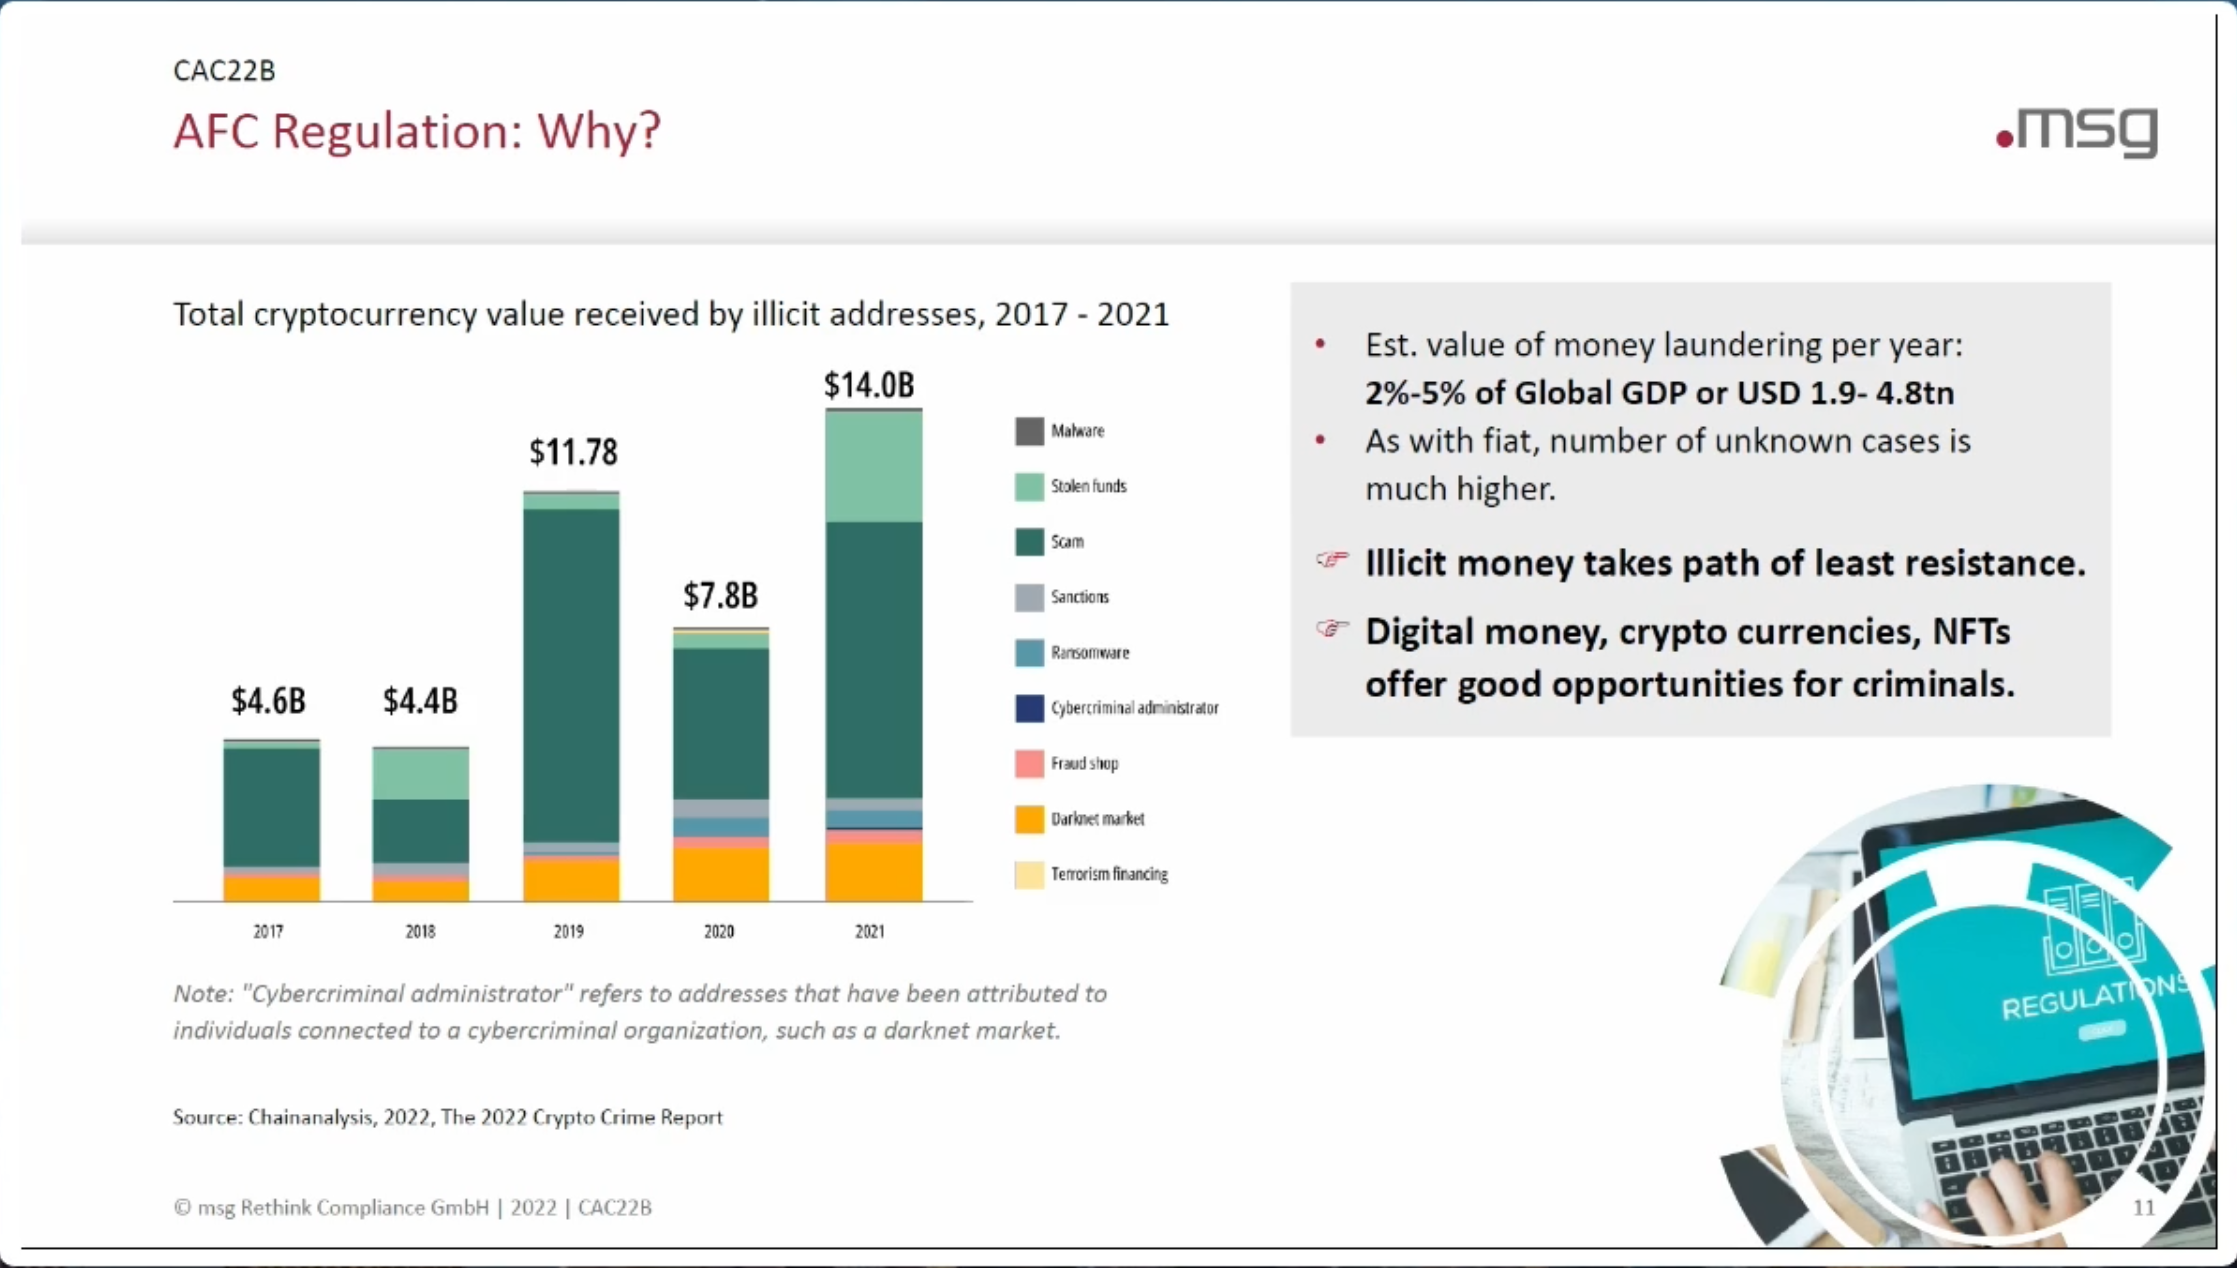 CAC22B
AFC Regulation: Why?
.msg
Total cryptocurrency value received by illicit addresses, 2017 - 2021
$4.6B
$4.4B
$11.78
$7.8B
$14.0B
Malware
Stolen funds
Scam
Sanctions
Ransomware
Cybercriminal administrator
Fraud shop
Darknet market
Terrorism financing
2017
2018
2019
2020
2021
Note: "Cybercriminal administrator" refers to addresses that have been attributed to
individuals connected to a cybercriminal organization, such as a darknet market.
Source: Chainanalysis, 2022, The 2022 Crypto Crime Report
• Est. value of money laundering per year:
2%-5% of Global GDP or USD 1.9- 4.8tn
• As with fiat, number of unknown cases is
much higher.
☞ Illicit money takes path of least resistance.
☞ Digital money, crypto currencies, NFTs
offer good opportunities for criminals.
REGULATIONS
© msg Rethink Compliance GmbH | 2022 | CAC22B
11